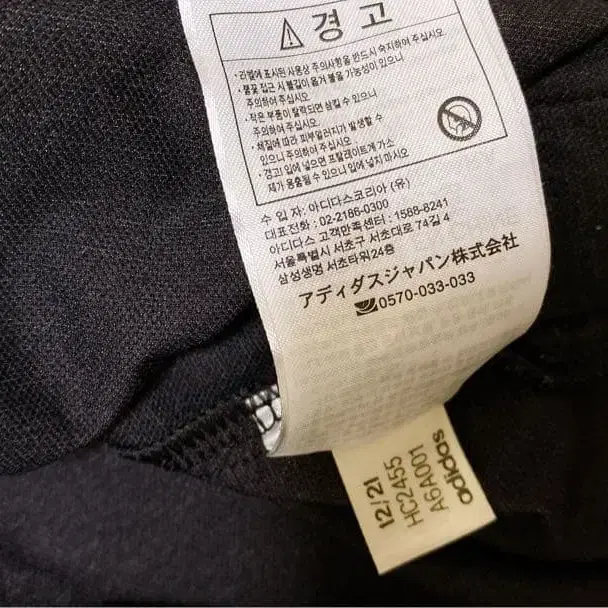 경 고
· 라벨에 표시된 사용상 주의사항을 반드시 숙지하여 주십시오
· 불꽃 접근 시 불길이 옮겨 붙을 가능성이 있으니
주의하여 주십시오
· 작은 부품이 탈락되면 삼킬 수 있으니
주의하여 주십시오
· 체질에 따라 피부알러지가 발생할 수
있으니 주의하여 주십시오
· 경고! 입에 넣으면 프탈레이트계 가소
제가 용출될 수 있으니 입에 넣지 마시오
수 입 자: 아디다스코리아 (유)
대표전화 : 02-2186-0300
아디다스 고객만족센터 : 1588-8241
서울특별시 서초구 서초대로 74길 4
삼성생명 서초타워 24층
アディダスジャパン株式会社
0570-033-033
12/21
HC2455
A6A001
adidas